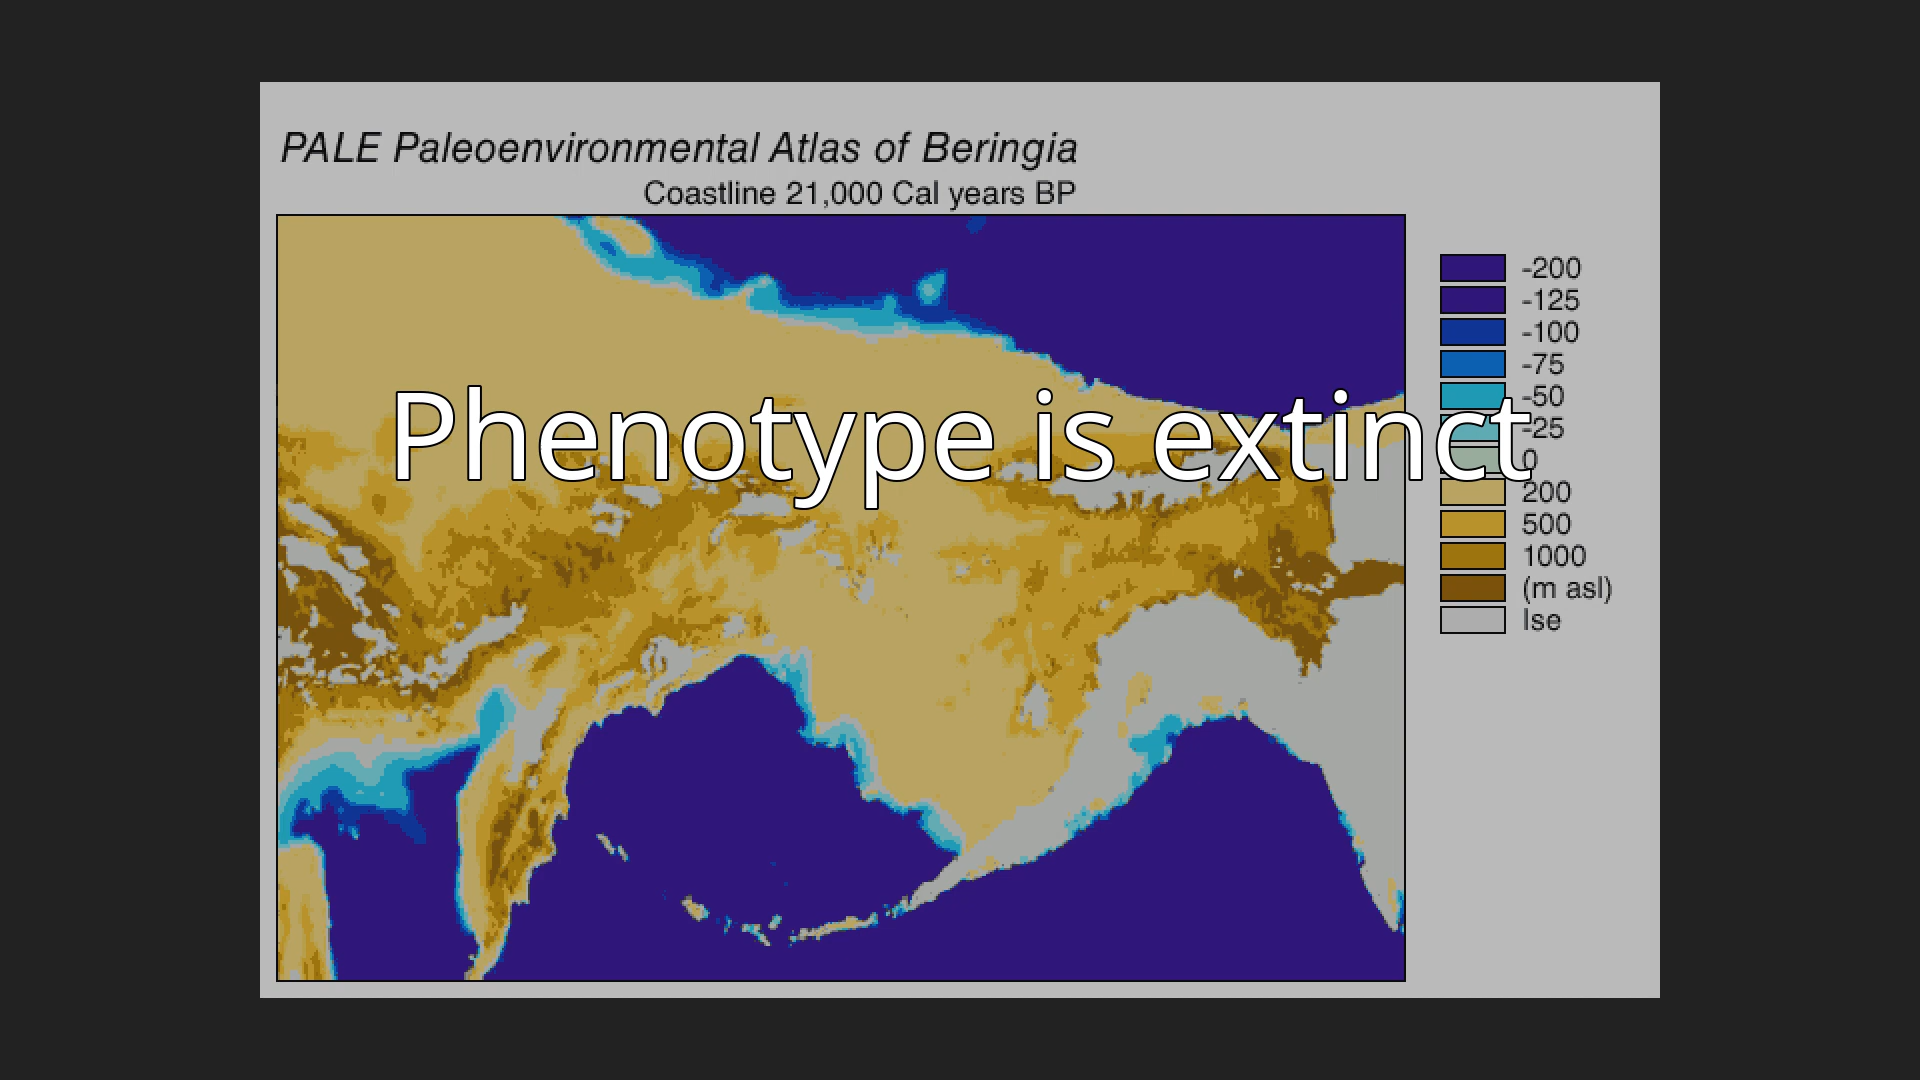 PALE Paleoenvironmental Atlas of Beringia
Coastline 21,000 Cal years BP
Phenotype is extinct
-200
-125
-100
-75
-50
-25
0
200
500
1000
(m asl)
Ise